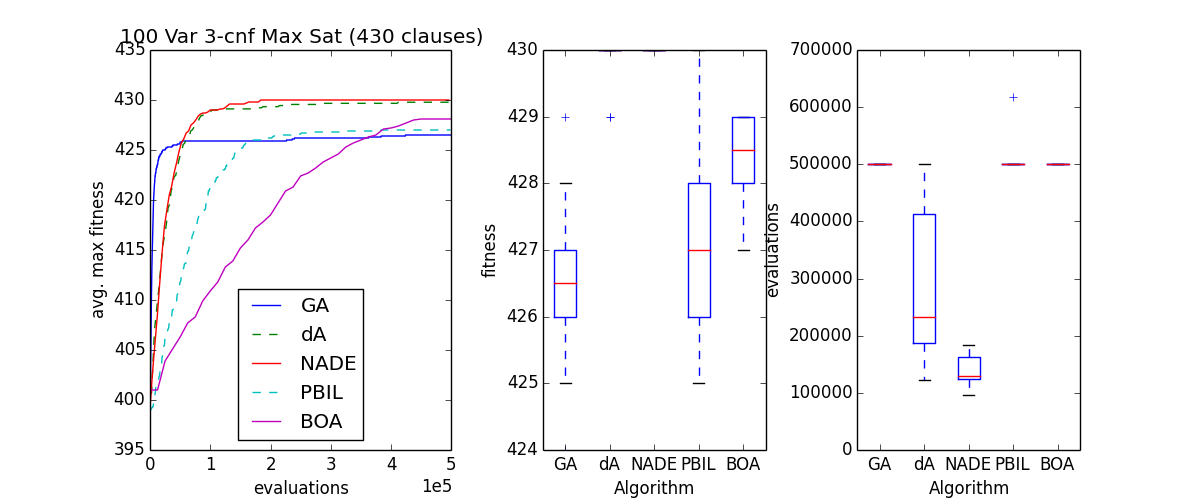 100 Var 3-cnf Max Sat (430 clauses)
435
430
425
420
415
410
405
400
395
avg. max fitness
GA
dA
NADE
PBIL
BOA
0 1 2 3 4 5
1e5
evaluations
430
429
428
427
426
425
424
fitness
GA dA NADE PBIL BOA
Algorithm
700000
600000
500000
400000
300000
200000
100000
0
evaluations
GA dA NADE PBIL BOA
Algorithm